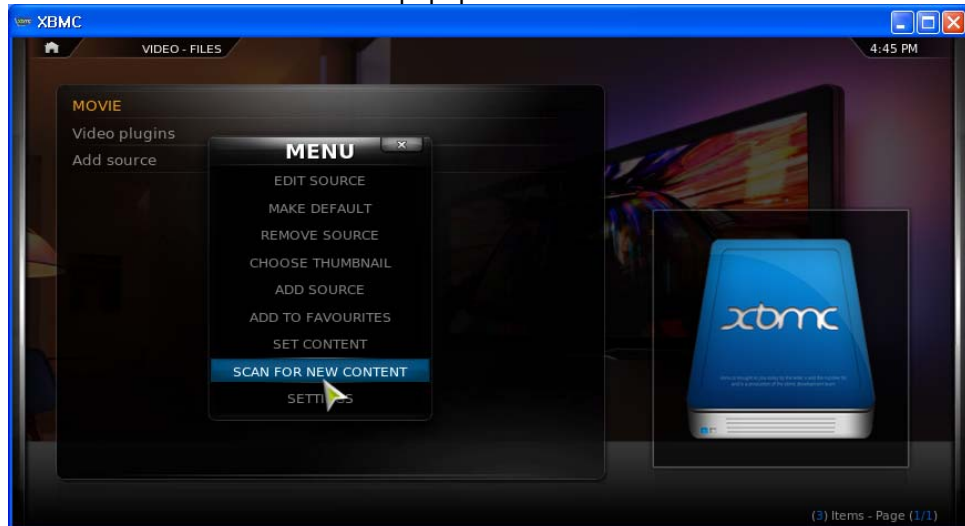 XBMC
VIDEO - FILES
4:45 PM
MOVIE
Video plugins
Add source
MENU
EDIT SOURCE
MAKE DEFAULT
REMOVE SOURCE
CHOOSE THUMBNAIL
ADD SOURCE
ADD TO FAVOURITES
SET CONTENT
SCAN FOR NEW CONTENT
xbmc
(3) Items - Page (1/1)